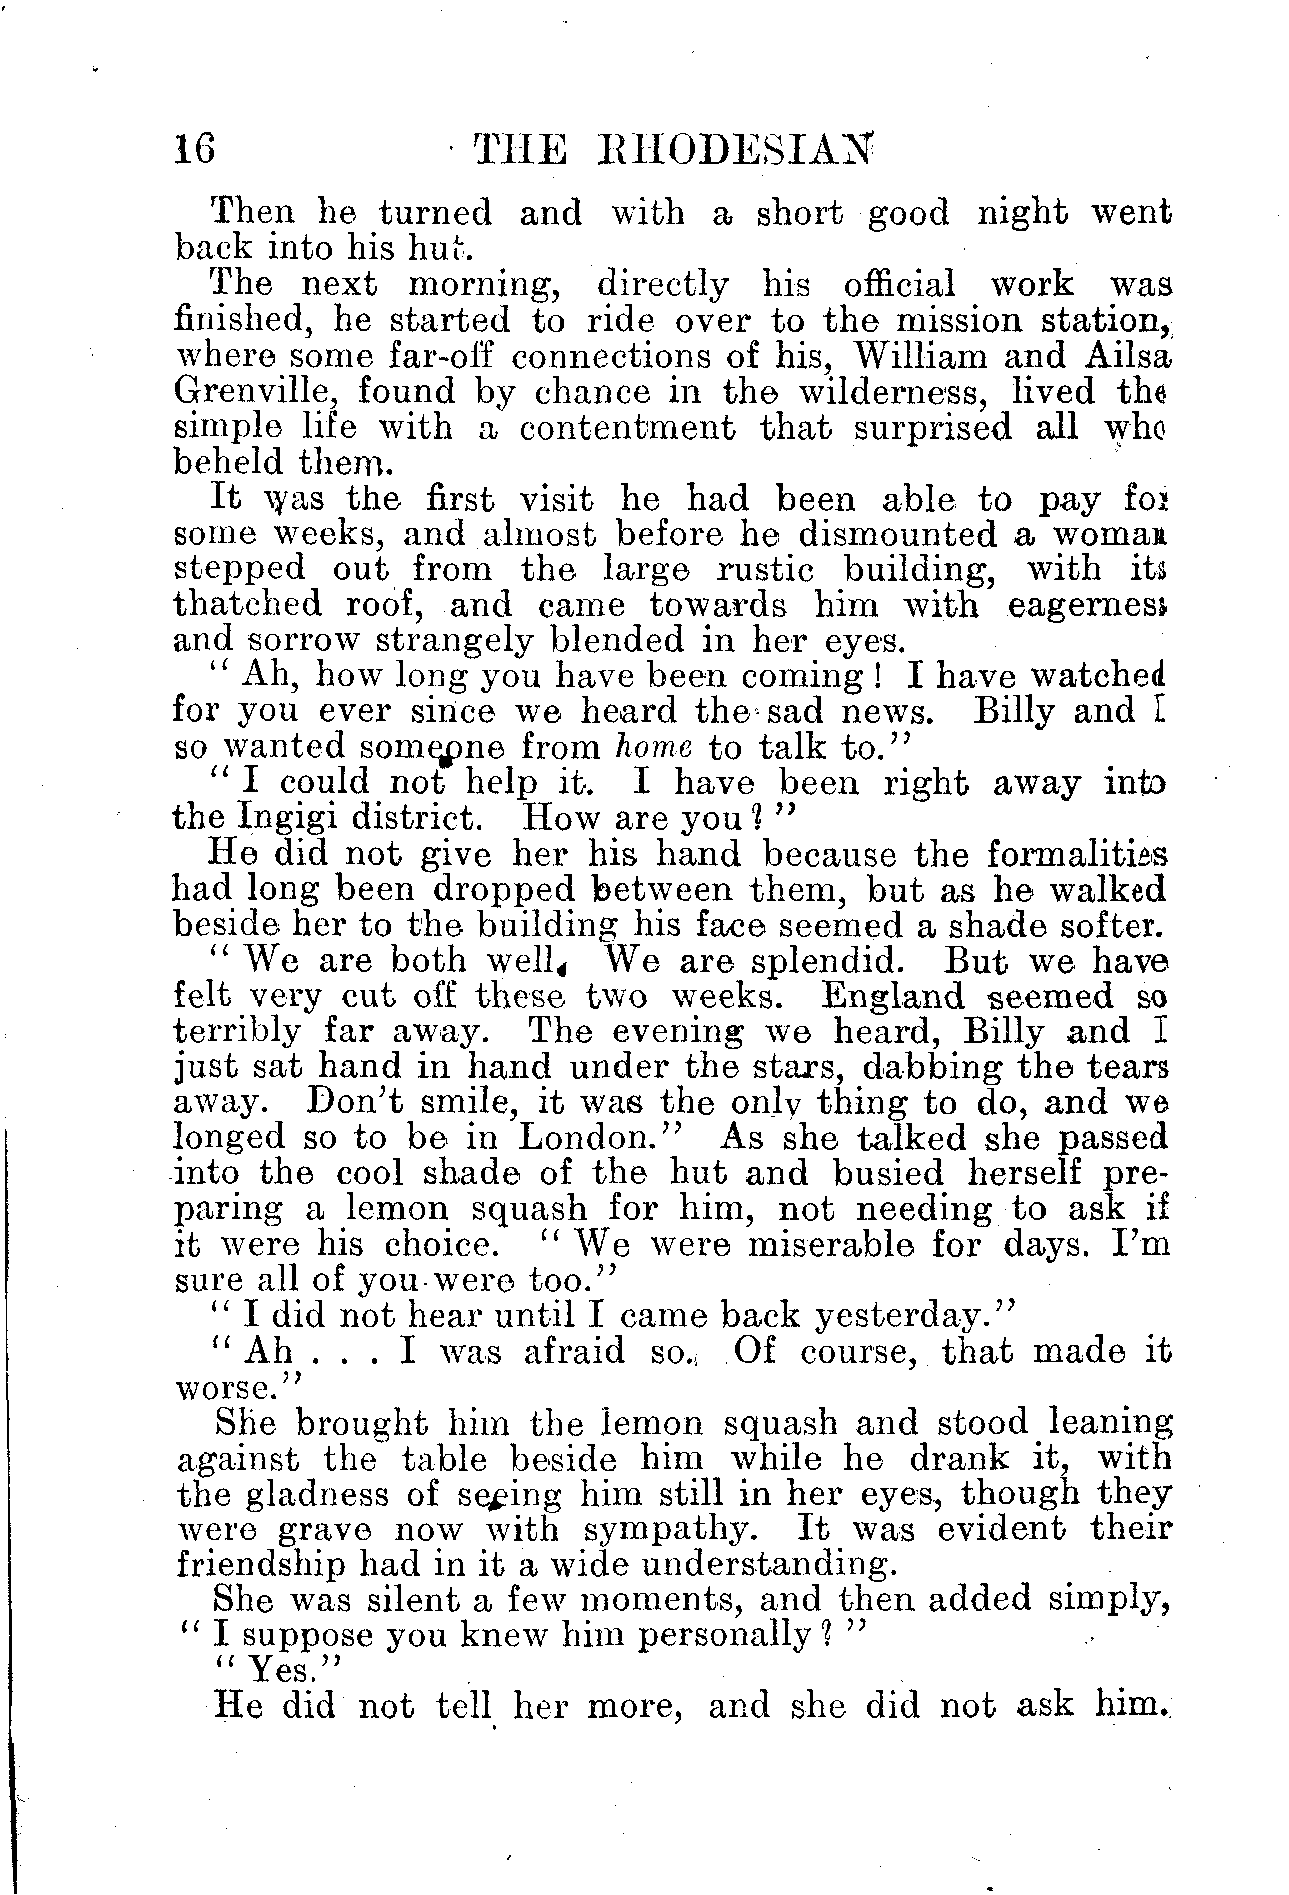 16 THE RHODESIAN
Then he turned and with a short good night went
back into his hut.
The next morning, directly his official work was
finished, he started to ride over to the mission station,
where some far-off connections of his, William and Ailsa
Grenville, found by chance in the wilderness, lived the
simple life with a contentment that surprised all who
beheld them.
It was the first visit he had been able to pay for
some weeks, and almost before he dismounted a woman
stepped out from the large rustic building, with its
thatched roof, and came towards him with eagerness
and sorrow strangely blended in her eyes.
" Ah, how long you have been coming! I have watched
for you ever since we heard the sad news. Billy and I
so wanted someone from home to talk to."
" I could not help it. I have been right away into
the Ingigi district. How are you? "
He did not give her his hand because the formalities
had long been dropped between them, but as he walked
beside her to the building his face seemed a shade softer.
" We are both well. We are splendid. But we have
felt very cut off these two weeks. England seemed so
terribly far away. The evening we heard, Billy and I
just sat hand in hand under the stars, dabbing the tears
away. Don't smile, it was the only thing to do, and we
longed so to be in London." As she talked she passed
into the cool shade of the hut and busied herself pre-
paring a lemon squash for him, not needing to ask if
it were his choice. " We were miserable for days. I'm
sure all of you were too."
" I did not hear until I came back yesterday."
" Ah . . . I was afraid so. Of course, that made it
worse."
She brought him the lemon squash and stood leaning
against the table beside him while he drank it, with
the gladness of seeing him still in her eyes, though they
were grave now with sympathy. It was evident their
friendship had in it a wide understanding.
She was silent a few moments, and then added simply,
" I suppose you knew him personally? "
" Yes."
He did not tell her more, and she did not ask him.